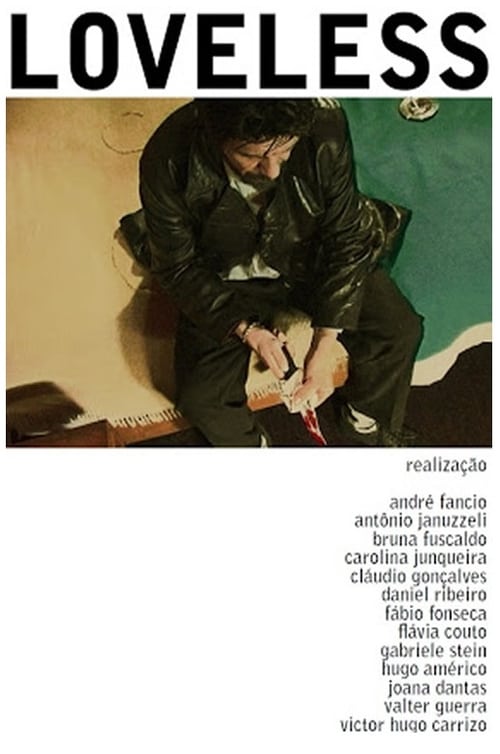 LOVELESS
realização
andré fancio
antônio januzzeli
bruna fuscaldo
carolina junqueira
cláudio gonçalves
daniel ribeiro
fábio fonseca
flávia couto
gabriele stein
hugo américo
joana dantas
valter guerra
victor hugo carrizo